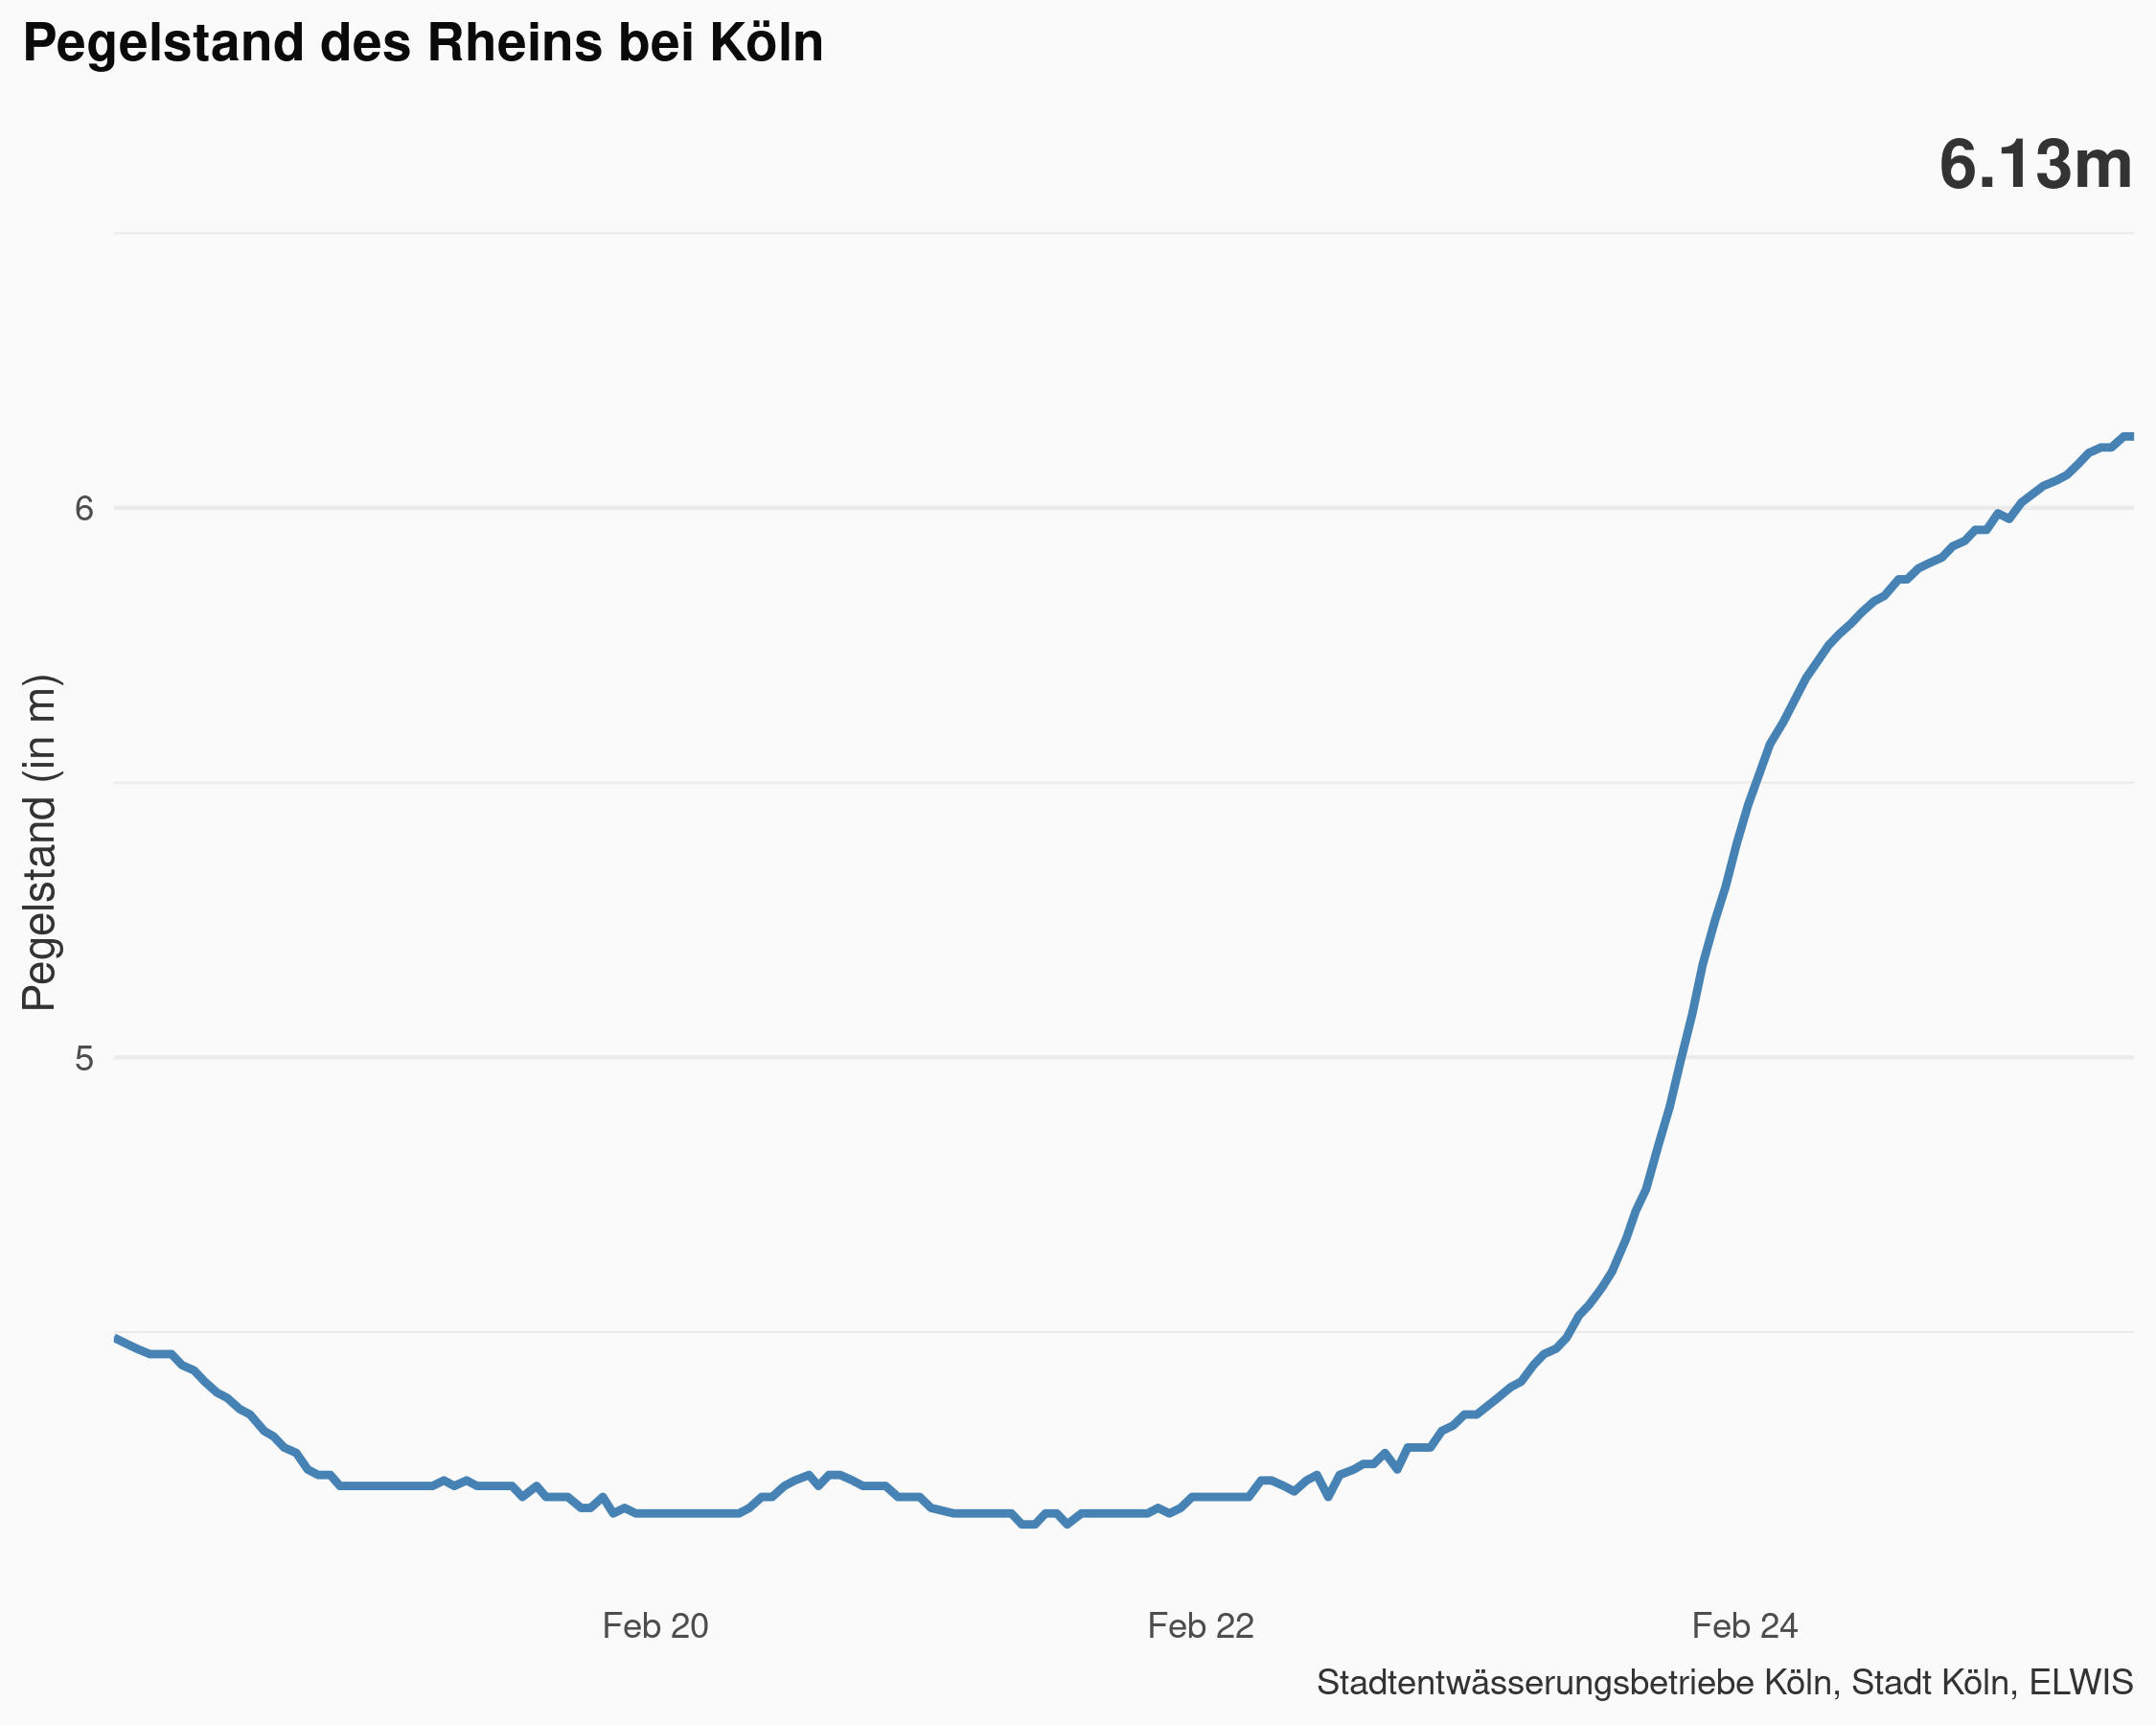 Pegelstand des Rheins bei Köln
6.13m
Pegelstand (in m)
6
5
Feb 20
Feb 22
Feb 24
Stadtentwässerungsbetriebe Köln, Stadt Köln, ELWIS